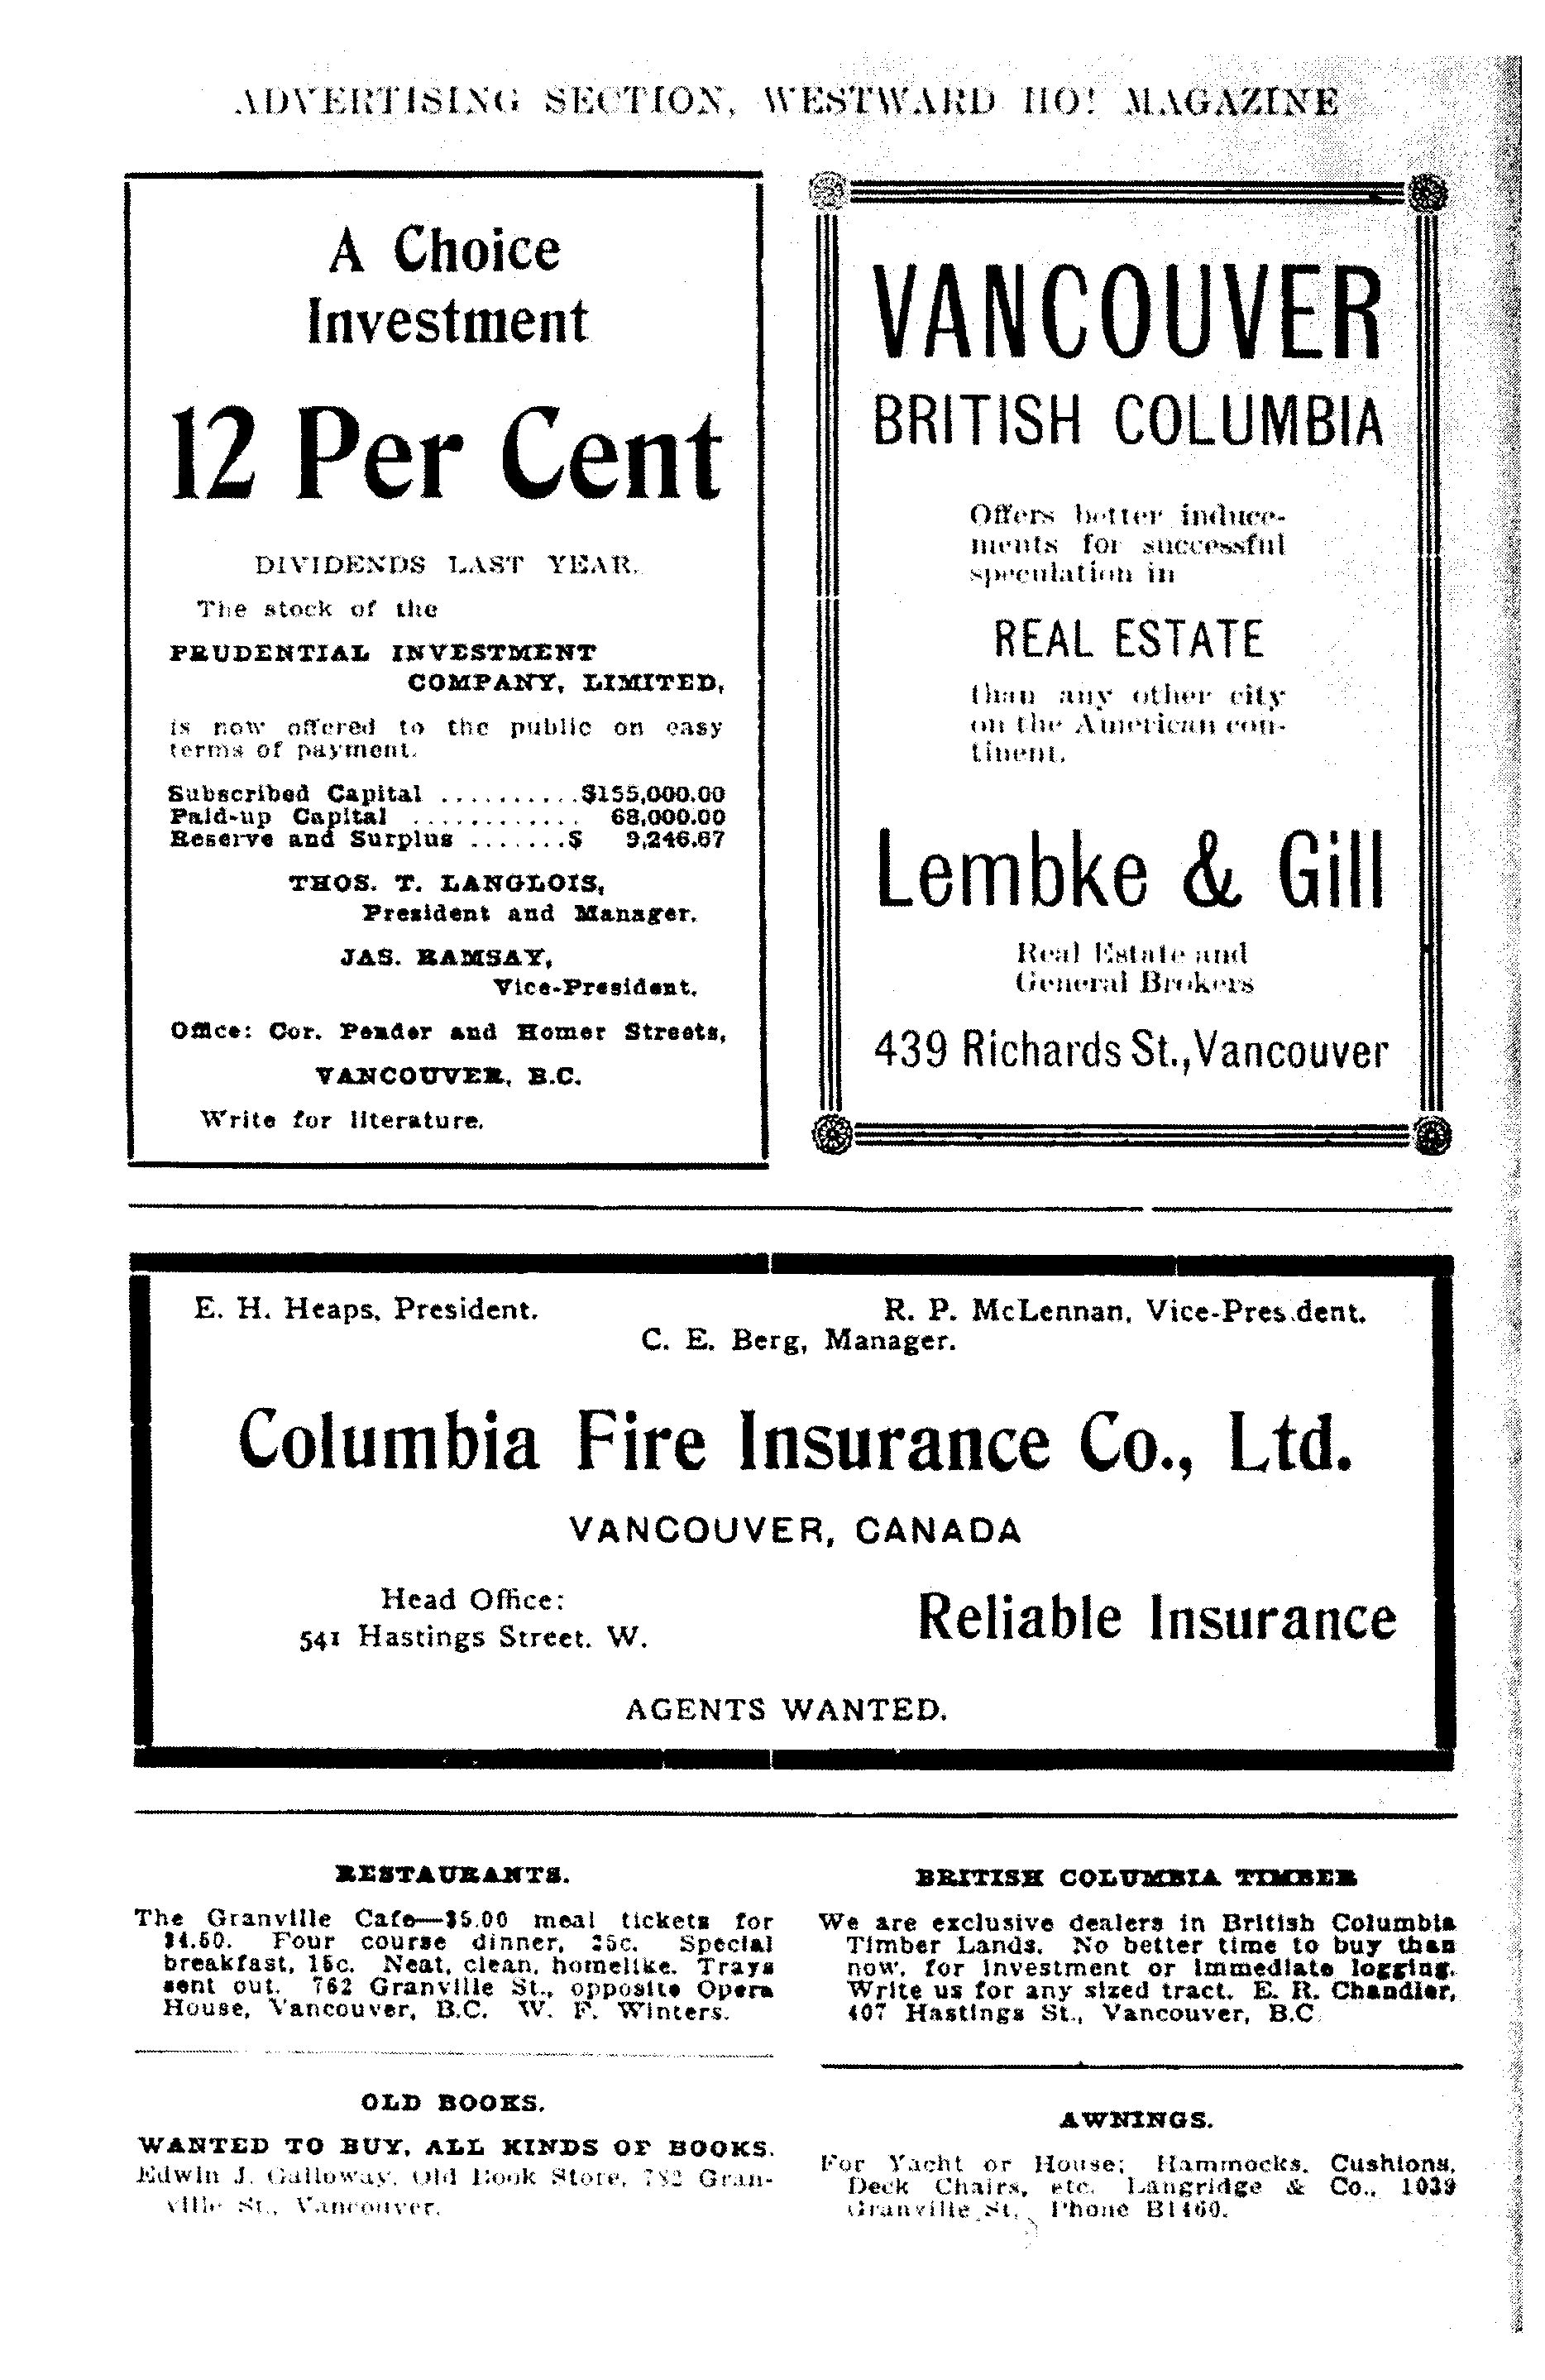 ADVERTISING SECTION, WESTWARD HO! MAGAZINE
A Choice
Investment
12 Per Cent
DIVIDENDS LAST YEAR.
The stock of the
PRUDENTIAL INVESTMENT
COMPANY, LIMITED,
is now offered to the public on easy
terms of payment.
Subscribed Capital ..........$155,000.00
Paid-up Capital ............ 68,000.00
Reserve and Surplus .......$ 9,246.67
THOS. T. LANGLOIS,
President and Manager.
JAS. RAMSAY,
Vice-President.
Office: Cor. Pender and Homer Streets,
VANCOUVER, B.C.
Write for literature.
VANCOUVER
BRITISH COLUMBIA
Offers better induce-
ments for successful
speculation in
REAL ESTATE
than any other city
on the American con-
tinent.
Lembke & Gill
Real Estate and
General Brokers
439 Richards St., Vancouver
E. H. Heaps, President. R. P. McLennan, Vice-President.
C. E. Berg, Manager.
Columbia Fire Insurance Co., Ltd.
VANCOUVER, CANADA
Head Office:
541 Hastings Street. W.
Reliable Insurance
AGENTS WANTED.
RESTAURANTS.
The Granville Cafe—$5.00 meal tickets for
$4.50. Four course dinner, 25c. Special
breakfast, 15c. Neat, clean, homelike. Trays
sent out. 762 Granville St., opposite Opera
House, Vancouver, B.C. W. F. Winters.
OLD BOOKS.
WANTED TO BUY, ALL KINDS OF BOOKS.
Edwin J. Galloway, Old Book Store, 782 Gran-
ville St., Vancouver.
BRITISH COLUMBIA TIMBER
We are exclusive dealers in British Columbia
Timber Lands. No better time to buy than
now, for investment or immediate logging.
Write us for any sized tract. E. R. Chandler,
407 Hastings St., Vancouver, B.C.
AWNINGS.
For Yacht or House; Hammocks, Cushions,
Deck Chairs, etc. Langridge & Co., 1039
Granville St. Phone B1460.